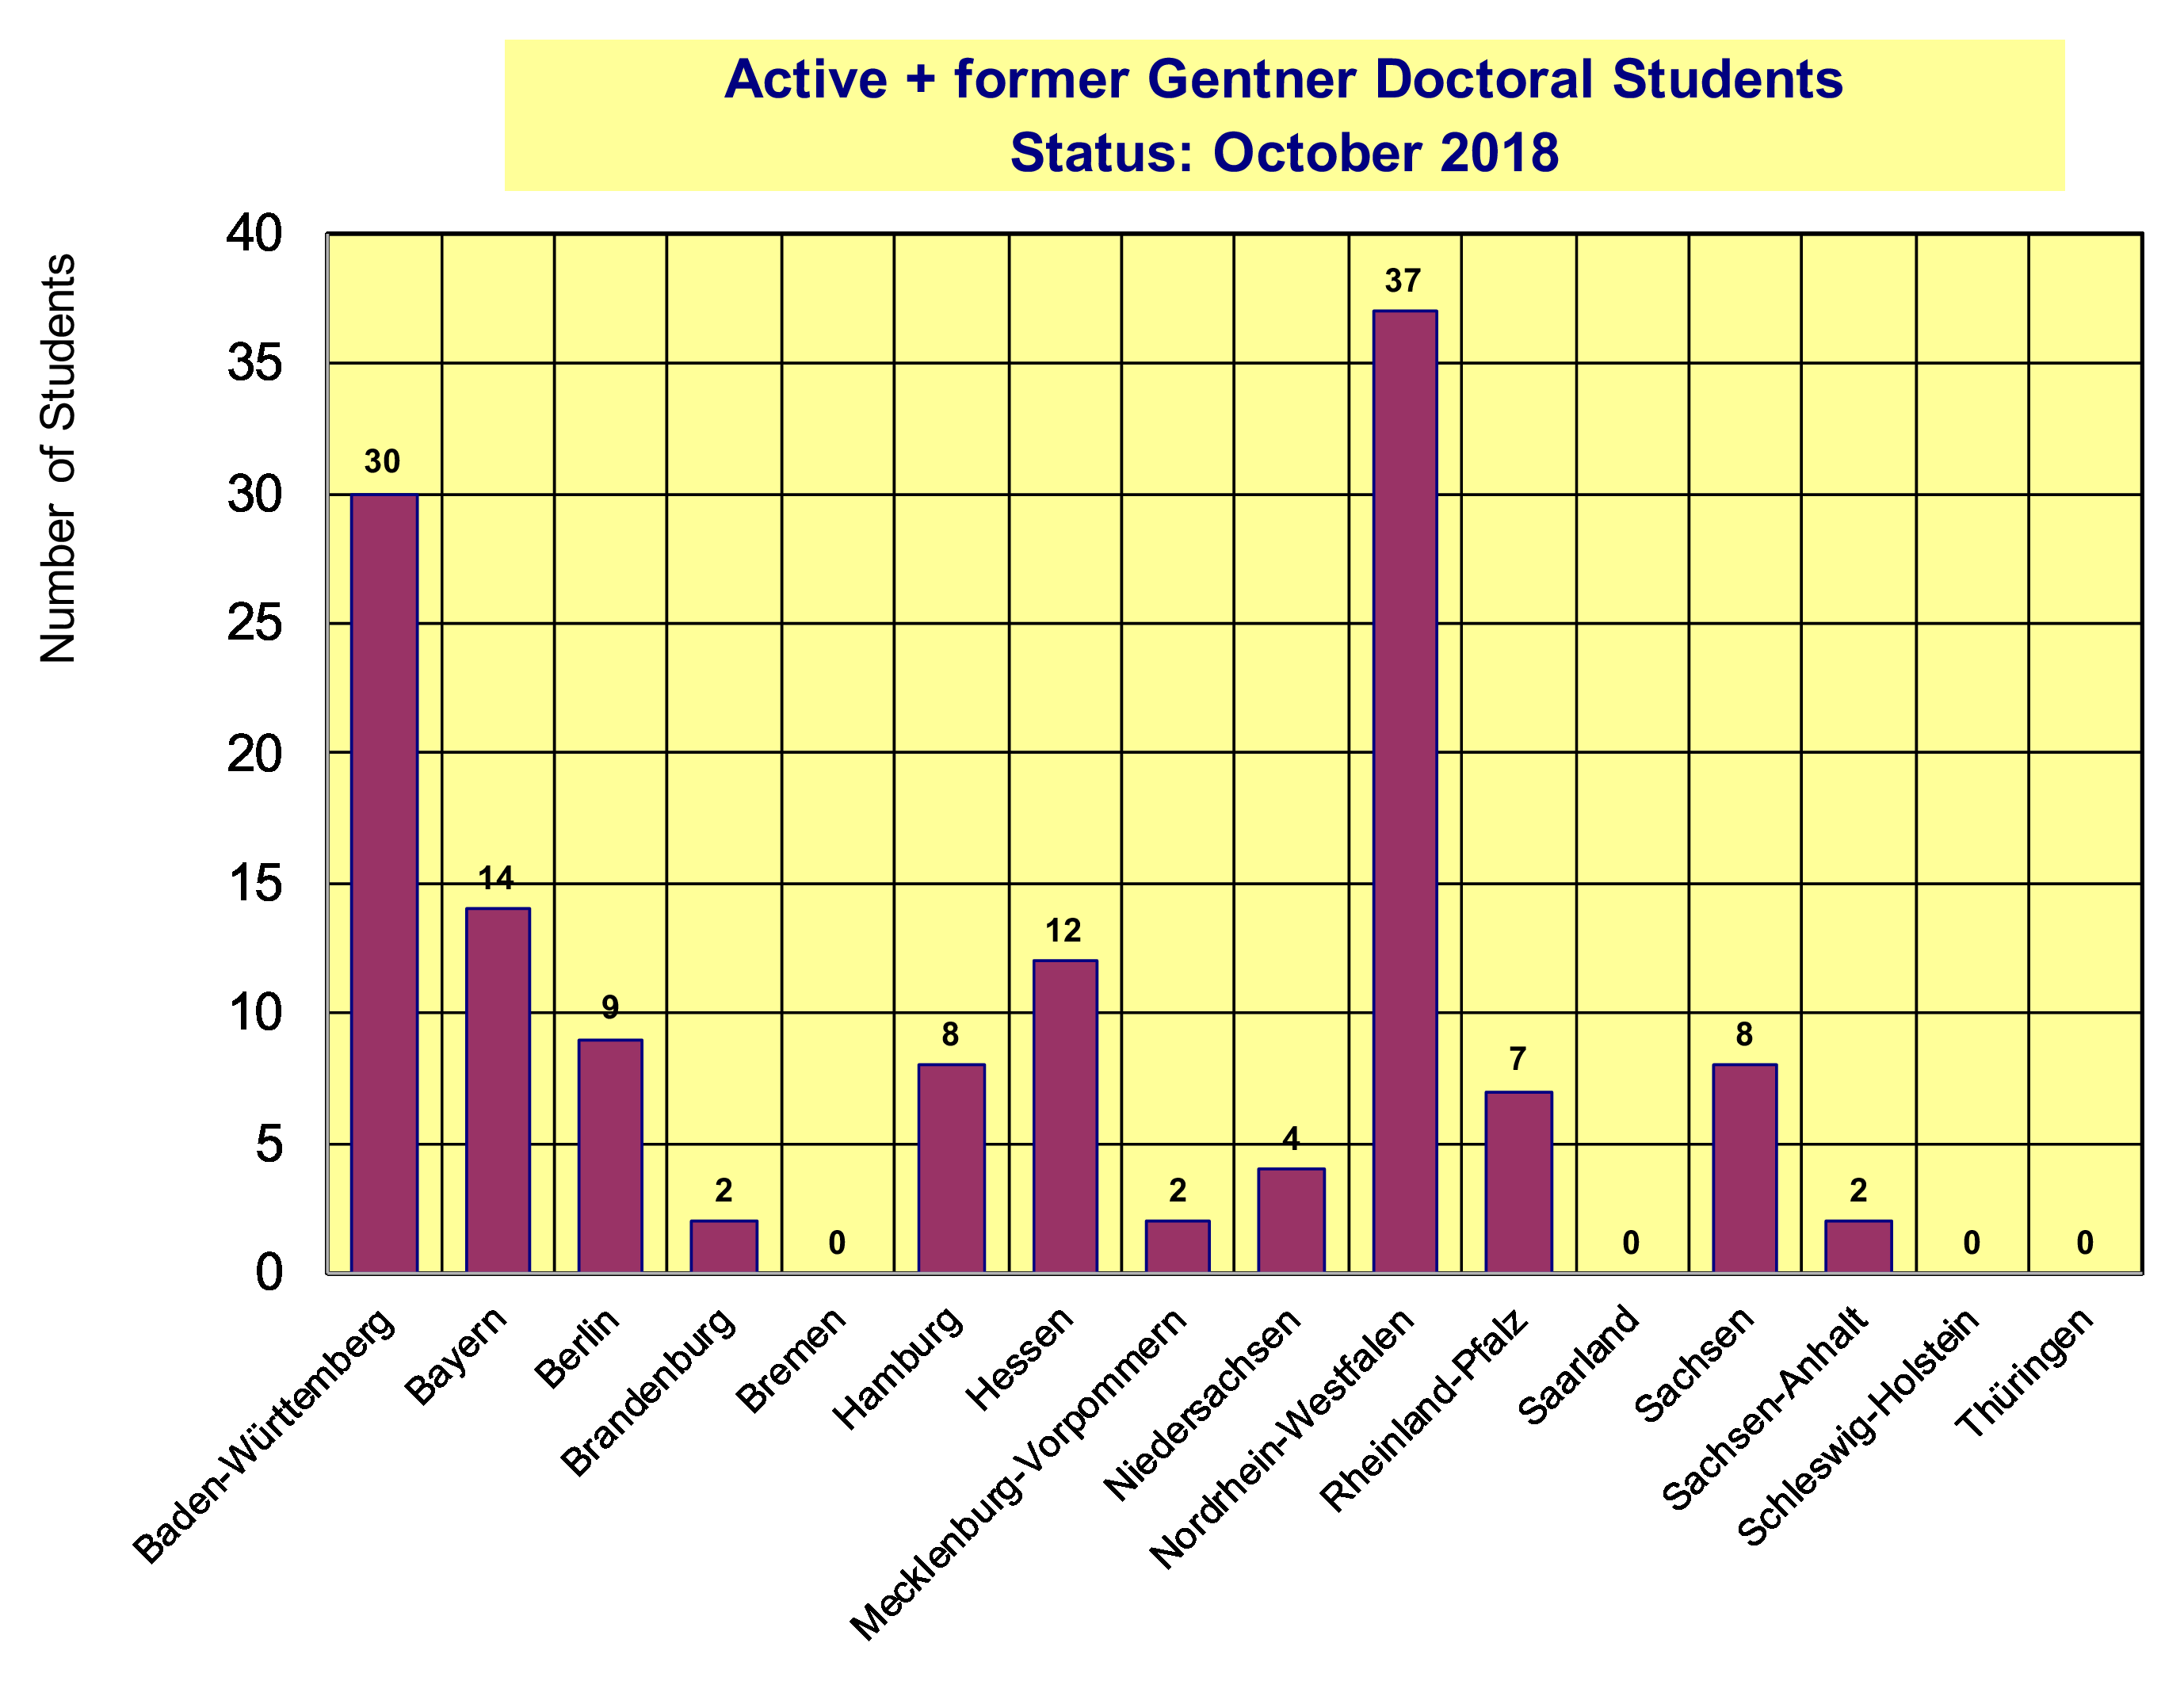 Active + former Gentner Doctoral Students
Status: October 2018
Number of Students
40
35
30
25
20
15
10
5
0
30
14
9
2
0
8
12
2
4
37
7
0
8
2
0
0
Baden-Württemberg
Bayern
Berlin
Brandenburg
Bremen
Hamburg
Hessen
Mecklenburg-Vorpommern
Niedersachsen
Nordrhein-Westfalen
Rheinland-Pfalz
Saarland
Sachsen
Sachsen-Anhalt
Schleswig-Holstein
Thüringen